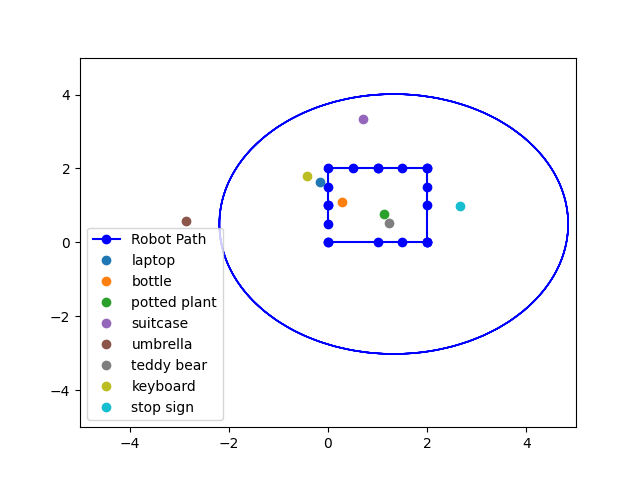 4
2
0
−2
−4
Robot Path
laptop
bottle
potted plant
suitcase
umbrella
teddy bear
keyboard
stop sign
−4 −2 0 2 4